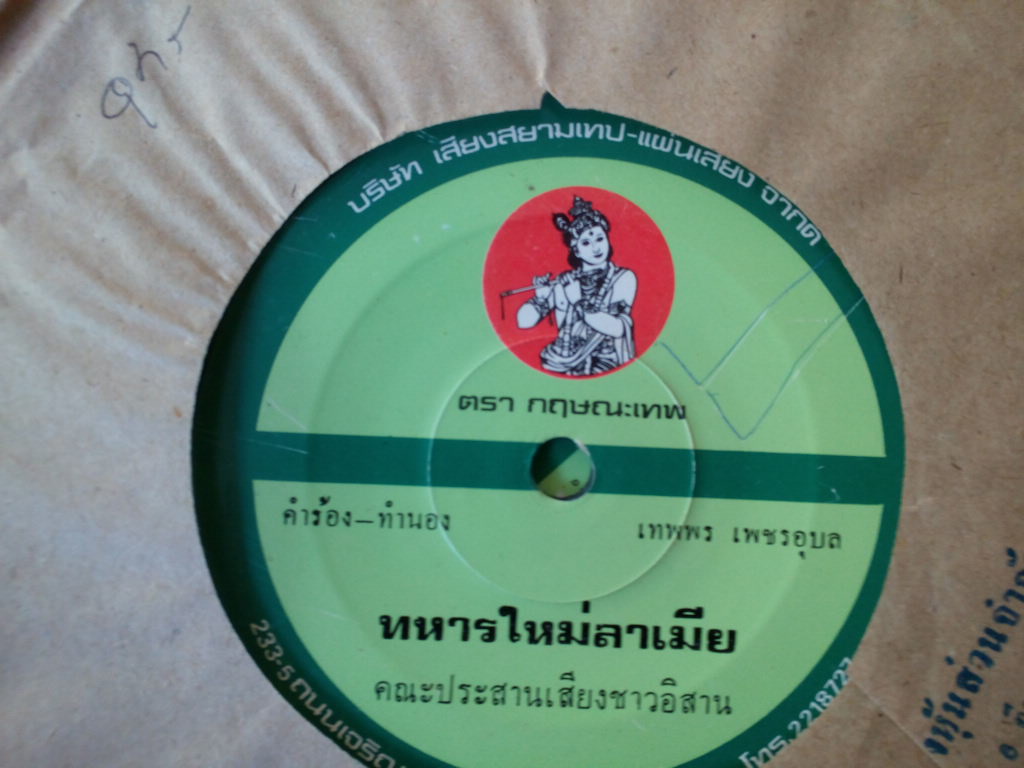 บริษัท เสียงสยามเทป-แผ่นเสียง จำกัด
ตรา กฤษณะเทพ
คำร้อง-ทำนอง
เทพพร เพชรอุบล
ทหารใหม่ลาเมีย
คณะประสานเสียงชาวอิสาน
233-5 ถนนเจริญ
โทร.2218727